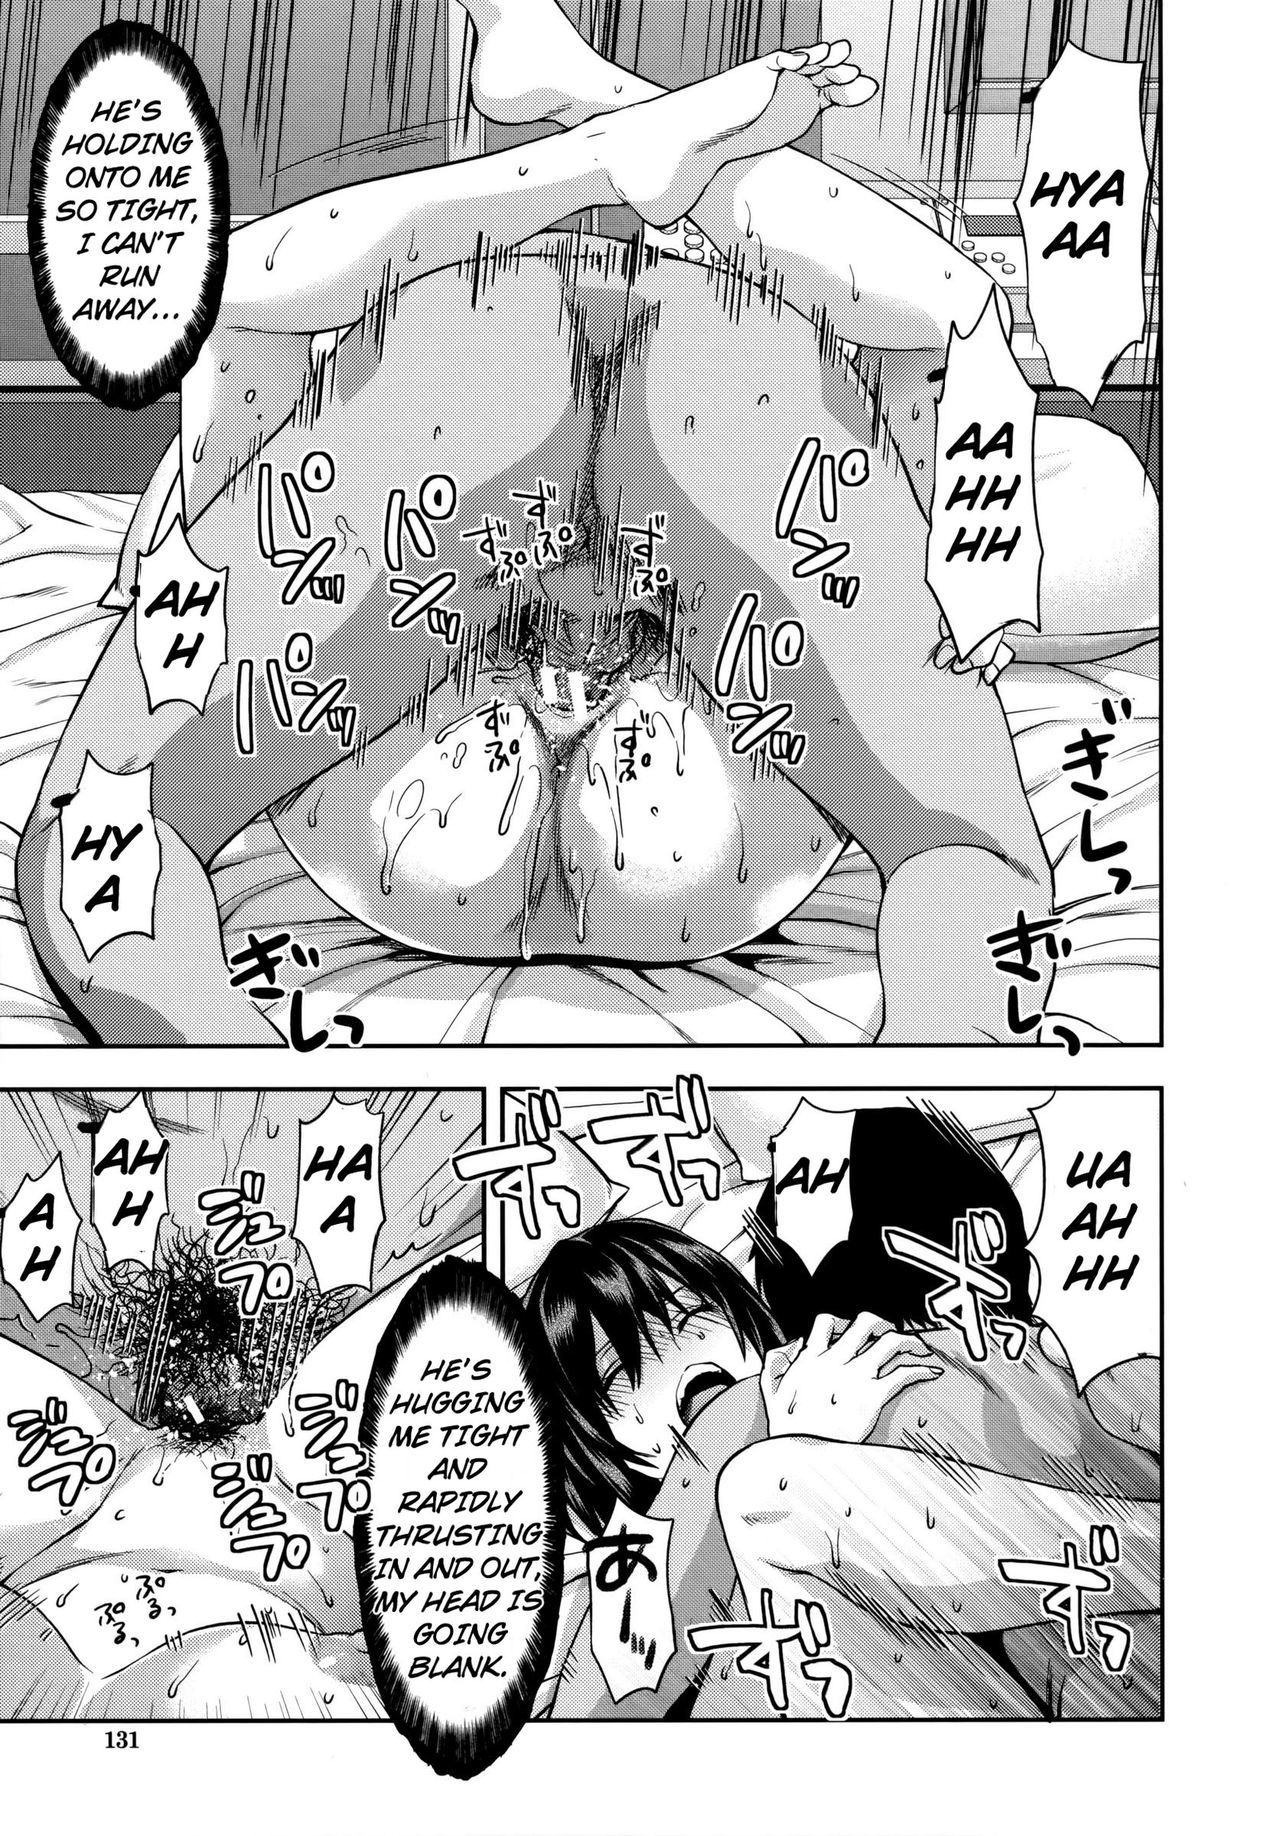 HYA
AA
HE'S
HOLDING
ONTO ME
SO TIGHT,
I CAN'T
RUN
AWAY...
AA
HH
HH
パンッ
パンッ
パンッ
パンッ
パンッ
ずぷ
ずぷ
ずぷ
ずぷ
ずぷ
AH
H
HY
A
ぎしっ
ぎしっ
ぎしっ
UA
AH
HH
AH
ずっ
ずっ
ずっ
ずっ
ずっ
あーッ
HE'S
HUGGING
ME TIGHT
AND
RAPIDLY
THRUSTING
IN AND OUT,
MY HEAD IS
GOING
BLANK.
HA
A
AH
H
A
H
ジュプ
ジュプ
ジュプ
ジュプ
ぷるっ
ぷるっ
131